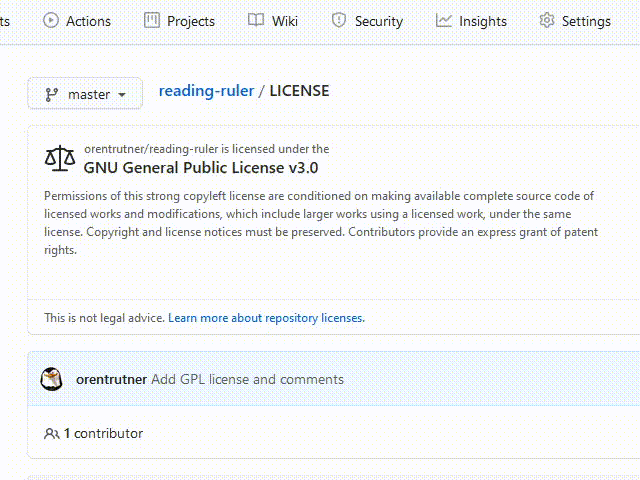 ts Actions Projects Wiki Security Insights Settings
master reading-ruler / LICENSE
orentrutner/reading-ruler is licensed under the
GNU General Public License v3.0
Permissions of this strong copyleft license are conditioned on making available complete source code of
licensed works and modifications, which include larger works using a licensed work, under the same
license. Copyright and license notices must be preserved. Contributors provide an express grant of patent
rights.
This is not legal advice. Learn more about repository licenses.
orentrutner Add GPL license and comments
1 contributor